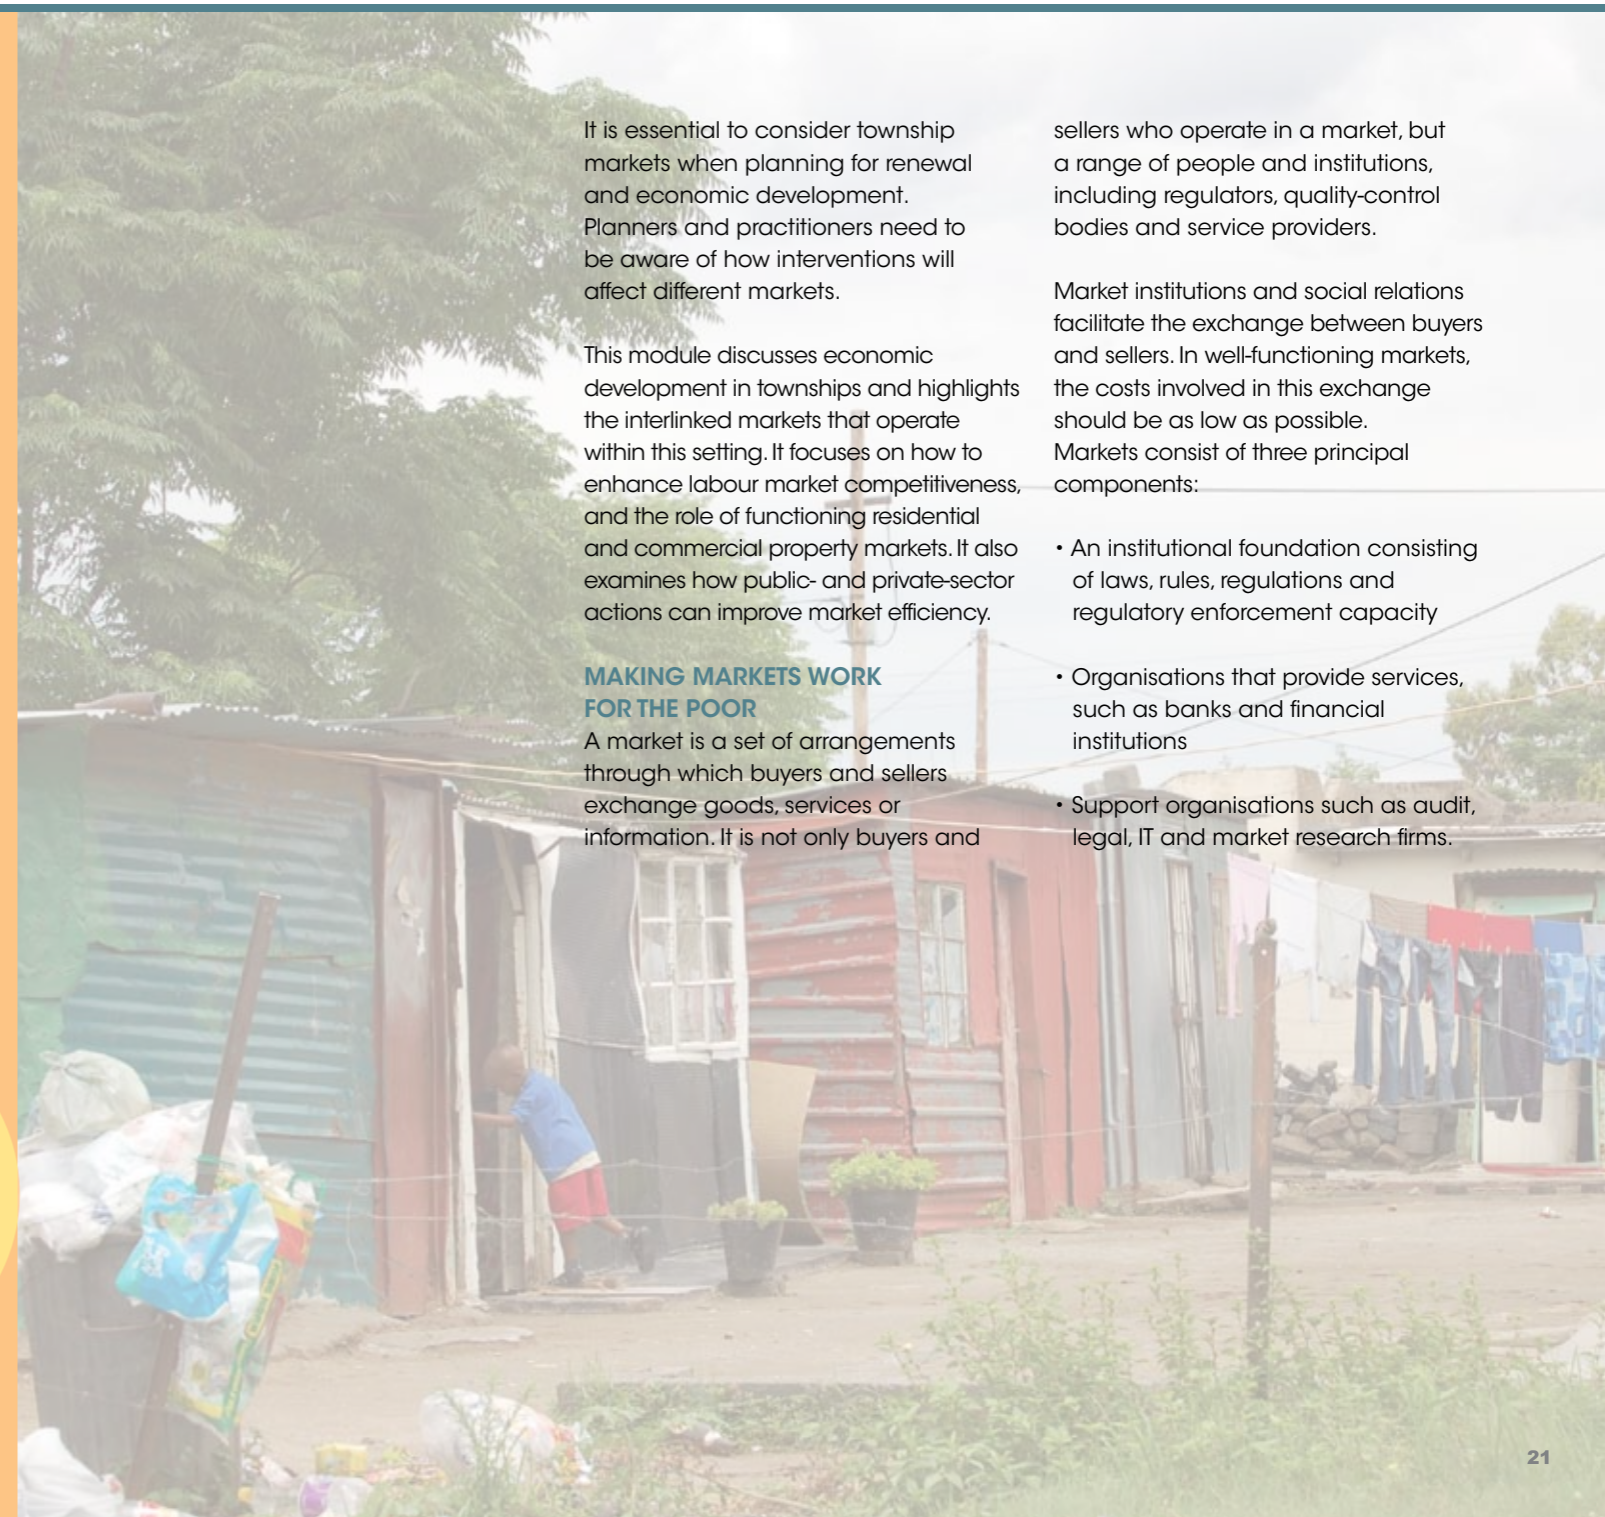 It is essential to consider township
markets when planning for renewal
and economic development.
Planners and practitioners need to
be aware of how interventions will
affect different markets.
This module discusses economic
development in townships and highlights
the interlinked markets that operate
within this setting. It focuses on how to
enhance labour market competitiveness,
and the role of functioning residential
and commercial property markets. It also
examines how public- and private-sector
actions can improve market efficiency.
MAKING MARKETS WORK
FOR THE POOR
A market is a set of arrangements
through which buyers and sellers
exchange goods, services or
information. It is not only buyers and
sellers who operate in a market, but
a range of people and institutions,
including regulators, quality-control
bodies and service providers.
Market institutions and social relations
facilitate the exchange between buyers
and sellers. In well-functioning markets,
the costs involved in this exchange
should be as low as possible.
Markets consist of three principal
components:
• An institutional foundation consisting
of laws, rules, regulations and
regulatory enforcement capacity
• Organisations that provide services,
such as banks and financial
institutions
• Support organisations such as audit,
legal, IT and market research firms.
21